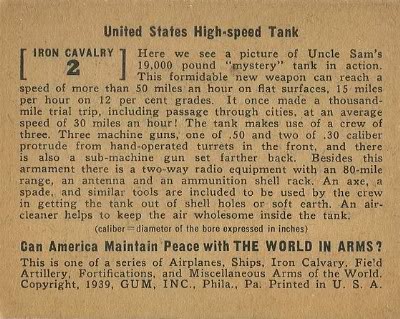 United States High-speed Tank
[ IRON CAVALRY 2 ] Here we see a picture of Uncle Sam's
19,000 pound "mystery" tank in action.
This formidable new weapon can reach a
speed of more than 50 miles an hour on flat surfaces, 15 miles
per hour on 12 per cent grades. It once made a thousand-
mile trial trip, including passage through cities, at an average
speed of 30 miles an hour! The tank makes use of a crew of
three. Three machine guns, one of .50 and two of .30 caliber
protrude from hand-operated turrets in the front, and there
is also a sub-machine gun set farther back. Besides this
armament there is a two-way radio equipment with an 80-mile
range, an antenna and an ammunition shell rack. An axe, a
spade, and similar tools are included to be used by the crew
in getting the tank out of shell holes or soft earth. An air-
cleaner helps to keep the air wholesome inside the tank.
(caliber=diameter of the bore expressed in inches)
Can America Maintain Peace with THE WORLD IN ARMS?
This is one of a series of Airplanes, Ships, Iron Calvary, Field
Artillery, Fortifications, and Miscellaneous Arms of the World.
Copyright, 1939, GUM, INC., Phila., Pa. Printed in U. S. A.